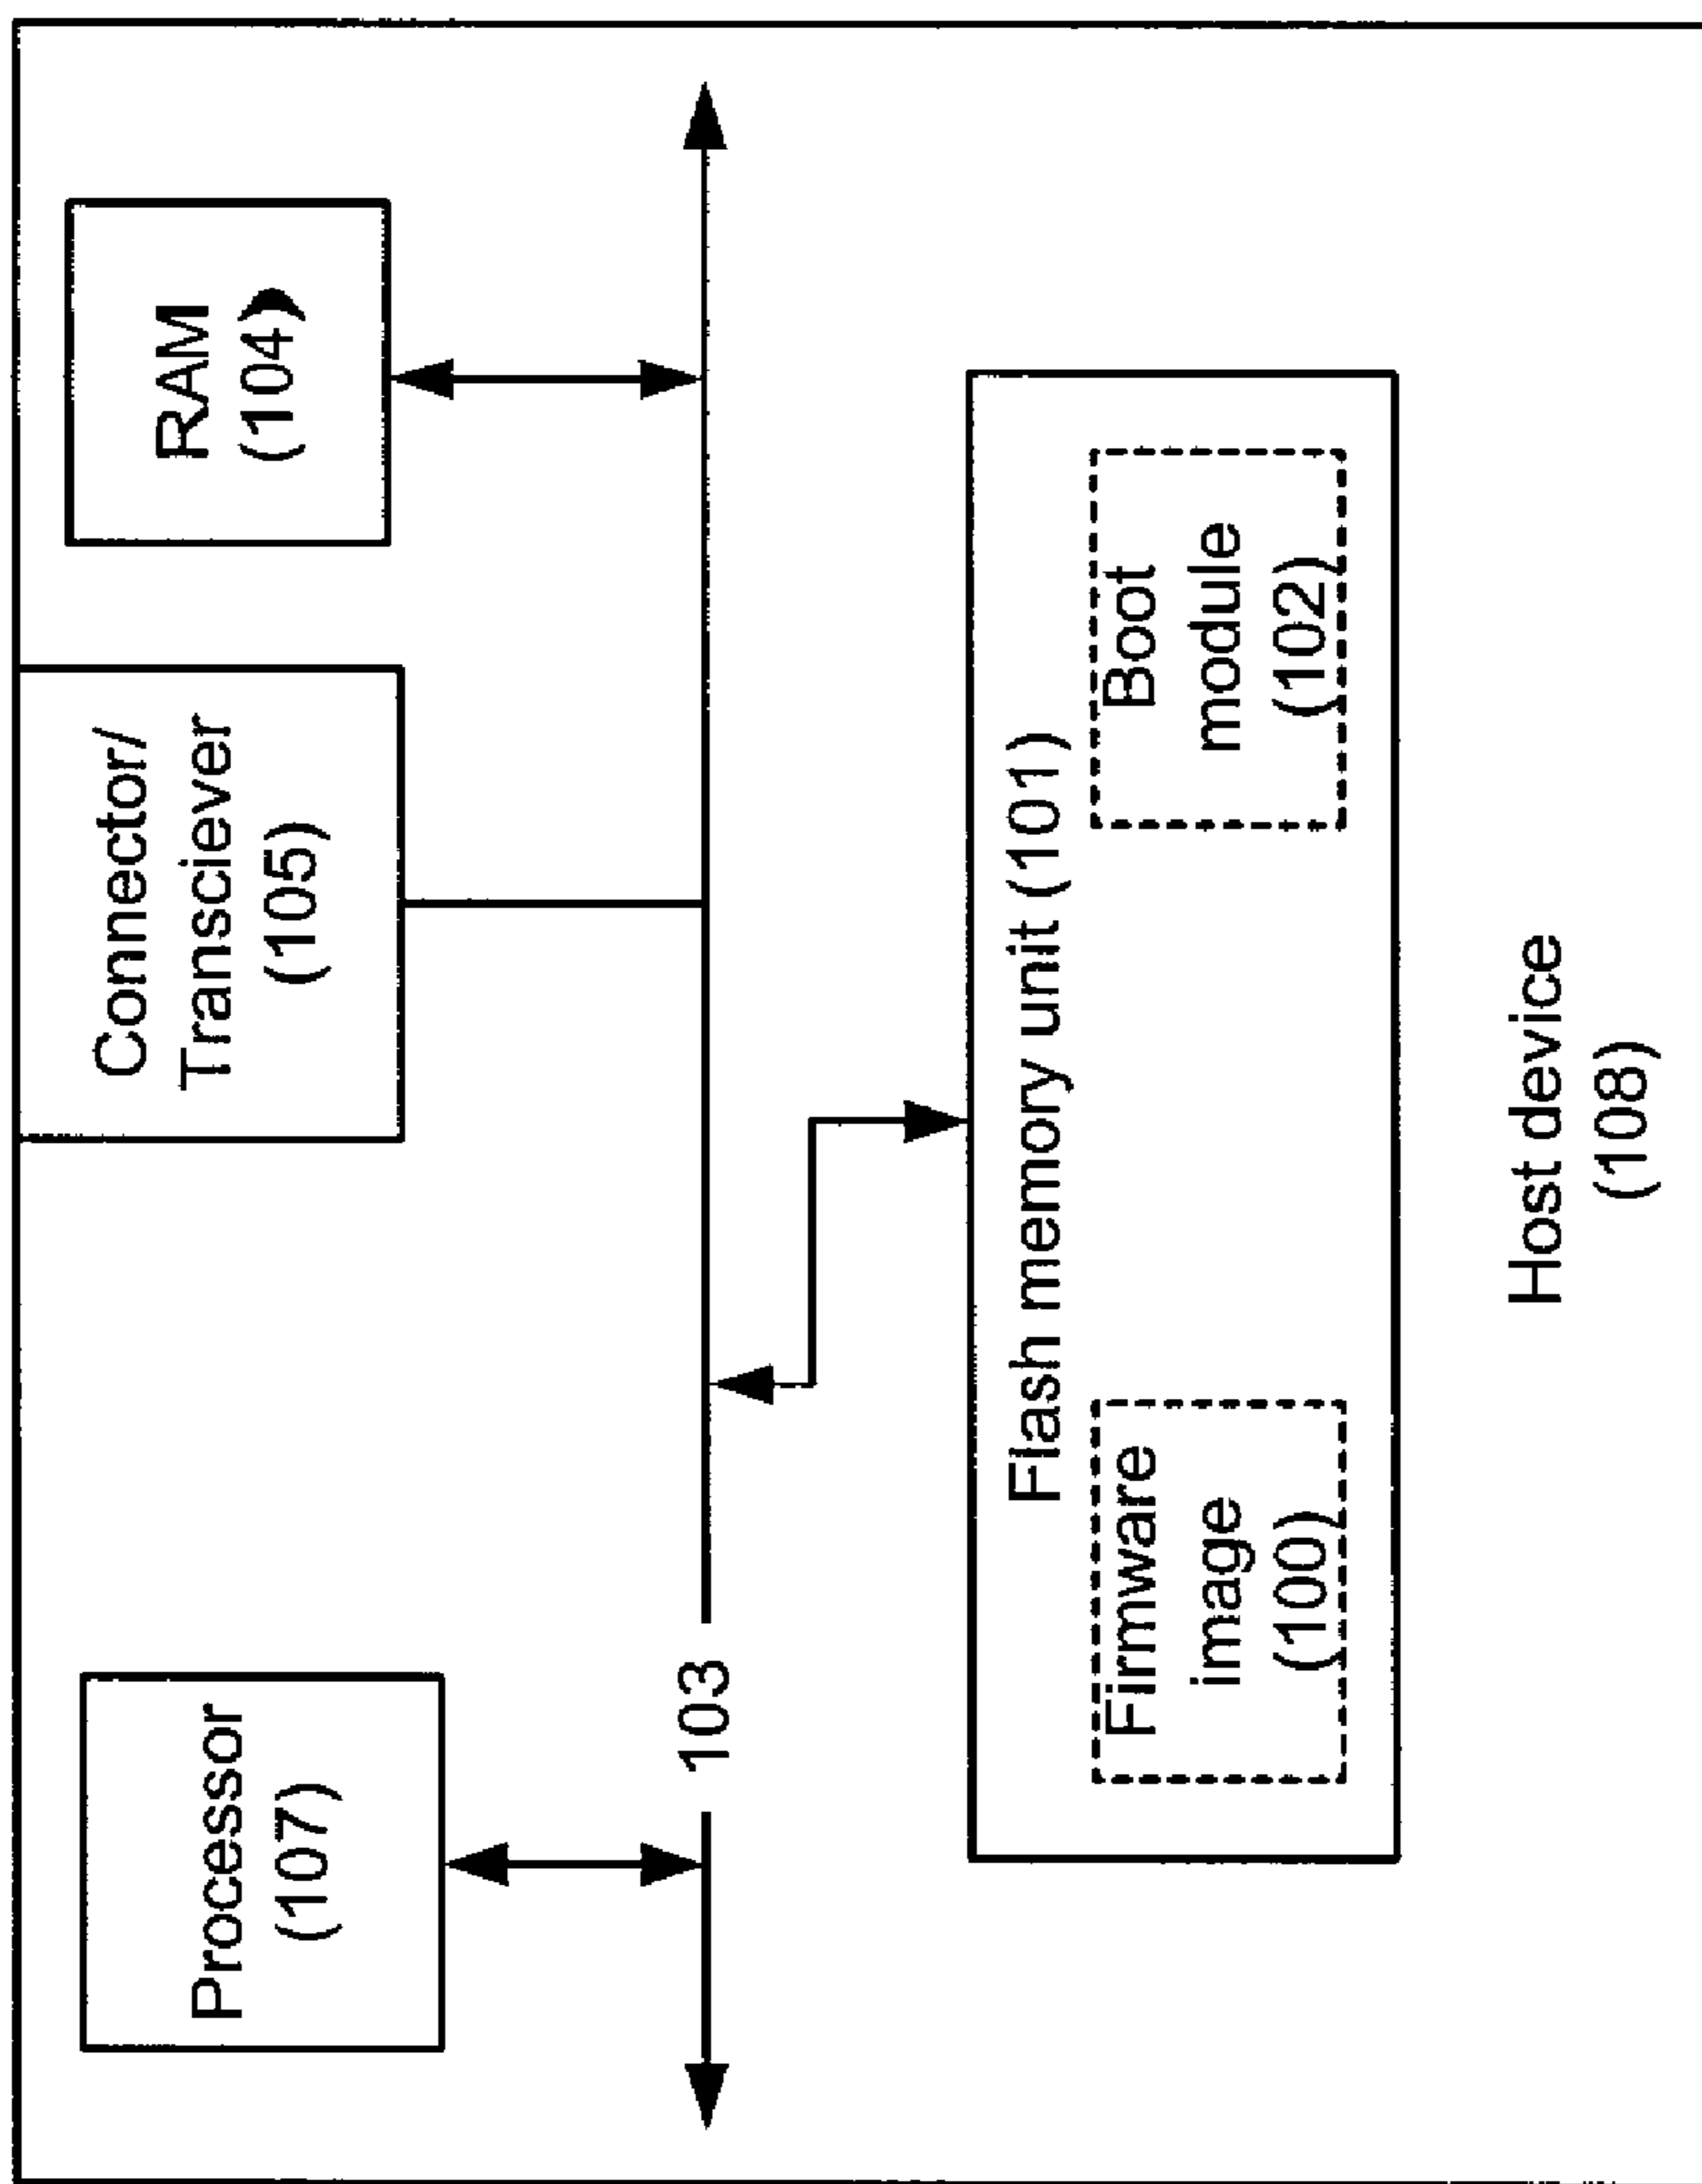 Processor
(107)
Connector/
Transciever
(105)
RAM
(104)
103
Flash memory unit (101)
Firmware
image
(100)
Boot
module
(102)
Host device
(108)